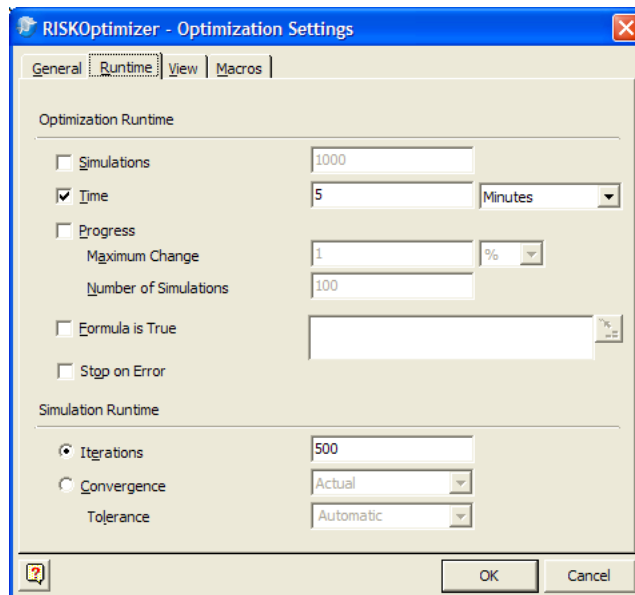 RISKOptimizer - Optimization Settings
General Runtime View Macros
Optimization Runtime
Simulations 1000
Time 5 Minutes
Progress
Maximum Change 1 %
Number of Simulations 100
Formula is True
Stop on Error
Simulation Runtime
Iterations 500
Convergence Actual
Tolerance Automatic
? OK Cancel